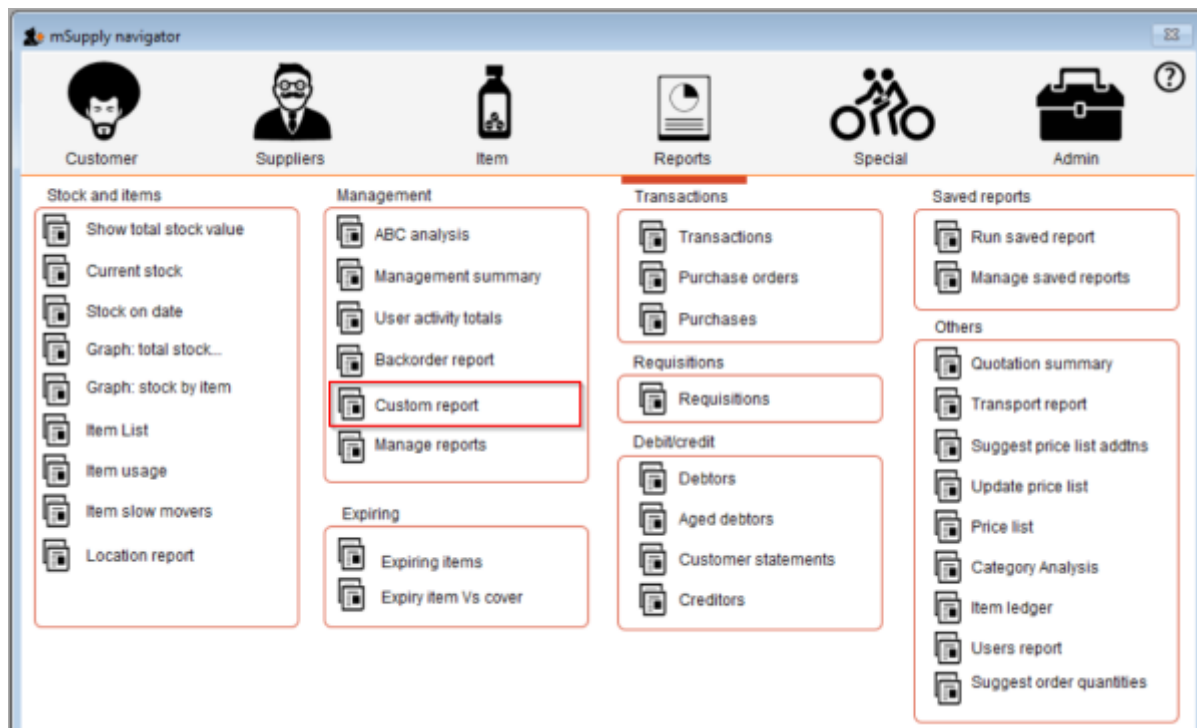 mSupply navigator
?
Customer
Suppliers
Item
Reports
Special
Admin
Stock and items
Show total stock value
Current stock
Stock on date
Graph: total stock...
Graph: stock by item
Item List
Item usage
Item slow movers
Location report
Management
ABC analysis
Management summary
User activity totals
Backorder report
Custom report
Manage reports
Expiring
Expiring items
Expiry item Vs cover
Transactions
Transactions
Purchase orders
Purchases
Requisitions
Requisitions
Debit/credit
Debtors
Aged debtors
Customer statements
Creditors
Saved reports
Run saved report
Manage saved reports
Others
Quotation summary
Transport report
Suggest price list addtns
Update price list
Price list
Category Analysis
Item ledger
Users report
Suggest order quantities